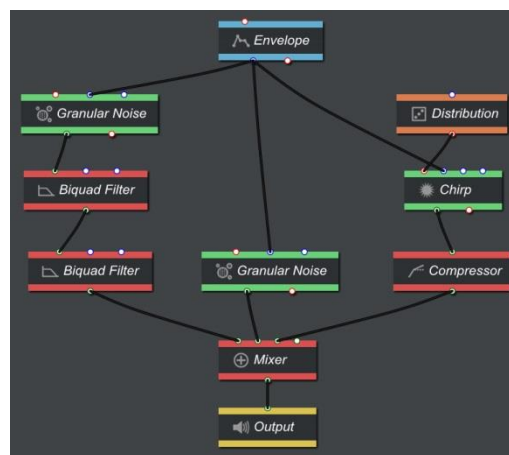 Envelope
Granular Noise
Distribution
Biquad Filter
Chirp
Biquad Filter
Granular Noise
Compressor
Mixer
Output